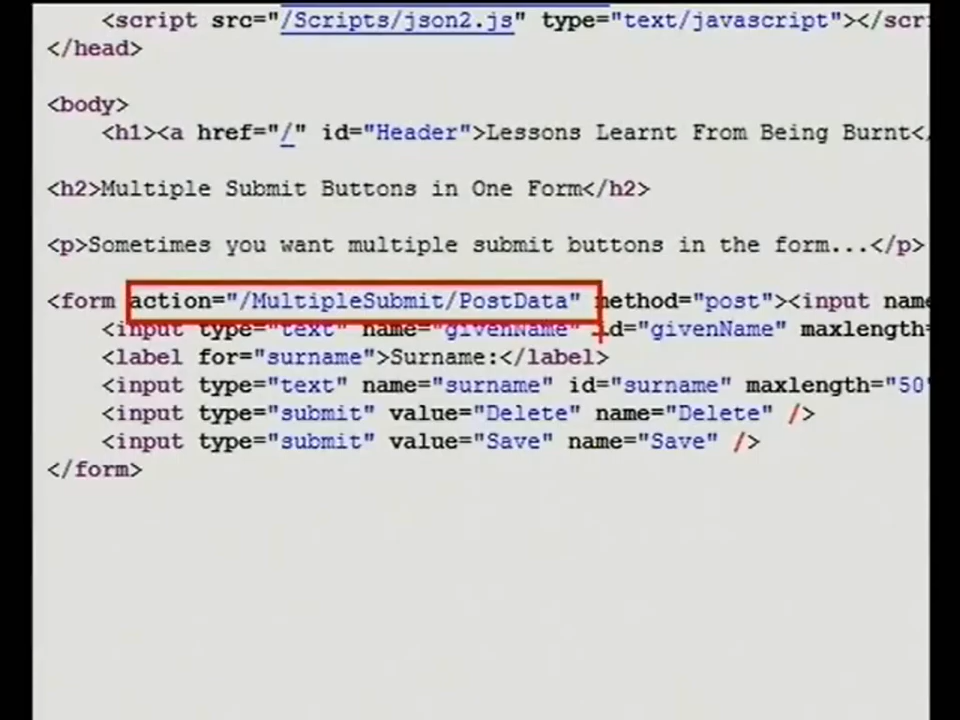 <script src="/Scripts/json2.js" type="text/javascript"></scr
</head>
<body>
<h1><a href="/" id="Header">Lessons Learnt From Being Burnt<
<h2>Multiple Submit Buttons in One Form</h2>
<p>Sometimes you want multiple submit buttons in the form...</p>
<form action="/MultipleSubmit/PostData" method="post"><input name
<input type="text" name="givenName" id="givenName" maxlength=
<label for="surname">Surname:</label>
<input type="text" name="surname" id="surname" maxlength="50"
<input type="submit" value="Delete" name="Delete" />
<input type="submit" value="Save" name="Save" />
</form>